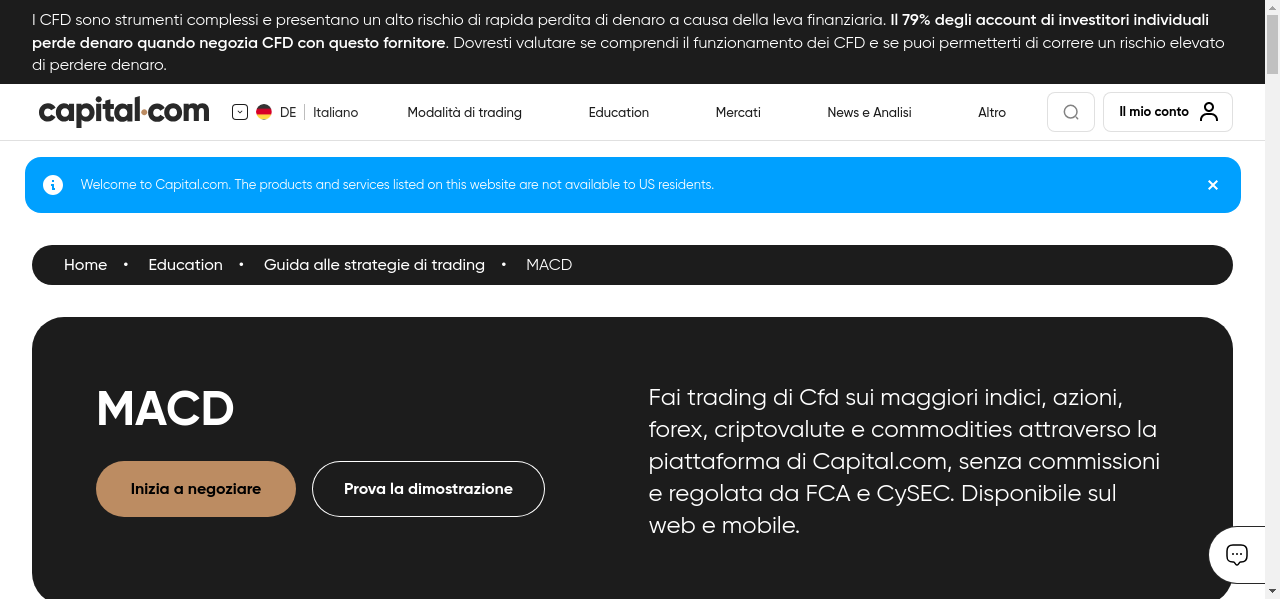 I CFD sono strumenti complessi e presentano un alto rischio di rapida perdita di denaro a causa della leva finanziaria. Il 79% degli account di investitori individuali
perde denaro quando negozia CFD con questo fornitore. Dovresti valutare se comprendi il funzionamento dei CFD e se puoi permetterti di correre un rischio elevato
di perdere denaro.
capital.com DE Italiano Modalità di trading Education Mercati News e Analisi Altro Il mio conto
Welcome to Capital.com. The products and services listed on this website are not available to US residents.
Home • Education • Guida alle strategie di trading • MACD
MACD
Inizia a negoziare Prova la dimostrazione
Fai trading di Cfd sui maggiori indici, azioni,
forex, criptovalute e commodities attraverso la
piattaforma di Capital.com, senza commissioni
e regolata da FCA e CySEC. Disponibile sul
web e mobile.